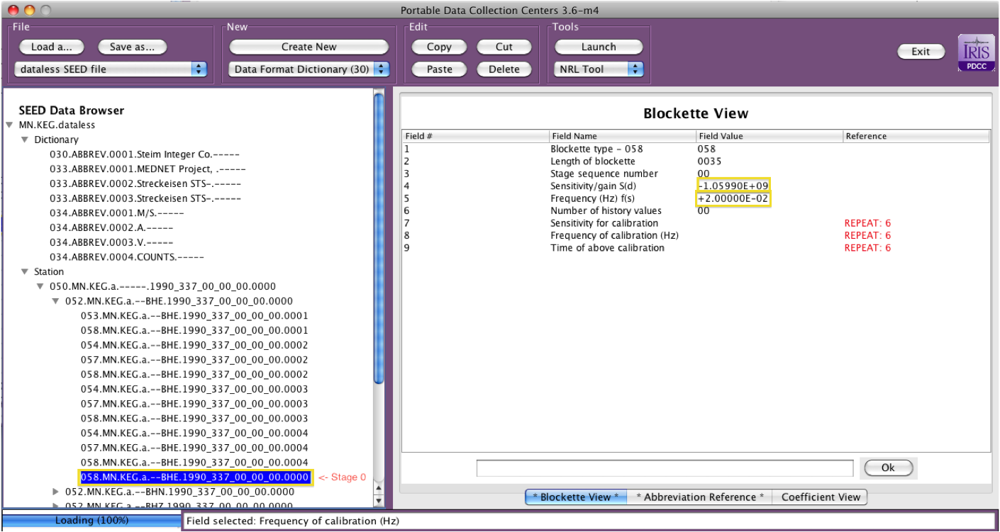 Portable Data Collection Centers 3.6-m4
File
New
Edit
Tools
Load a...
Save as...
Create New
Copy
Cut
Launch
Exit
IRIS
PDCC
dataless SEED file
Data Format Dictionary (30)
Paste
Delete
NRL Tool
SEED Data Browser
MN.KEG.dataless
Dictionary
030.ABBREV.0001.Steim Integer Co.-----
033.ABBREV.0001.MEDNET Project, .-----
033.ABBREV.0002.Streckeisen STS-.-----
033.ABBREV.0003.Streckeisen STS-.-----
034.ABBREV.0001.M/S.-----
034.ABBREV.0002.A.-----
034.ABBREV.0003.V.-----
034.ABBREV.0004.COUNTS.-----
Station
050.MN.KEG.a.-----.1990_337_00_00_00.0000
052.MN.KEG.a.--BHE.1990_337_00_00_00.0000
053.MN.KEG.a.--BHE.1990_337_00_00_00.0001
058.MN.KEG.a.--BHE.1990_337_00_00_00.0001
054.MN.KEG.a.--BHE.1990_337_00_00_00.0002
057.MN.KEG.a.--BHE.1990_337_00_00_00.0002
058.MN.KEG.a.--BHE.1990_337_00_00_00.0002
054.MN.KEG.a.--BHE.1990_337_00_00_00.0003
057.MN.KEG.a.--BHE.1990_337_00_00_00.0003
058.MN.KEG.a.--BHE.1990_337_00_00_00.0003
054.MN.KEG.a.--BHE.1990_337_00_00_00.0004
057.MN.KEG.a.--BHE.1990_337_00_00_00.0004
058.MN.KEG.a.--BHE.1990_337_00_00_00.0004
058.MN.KEG.a.--BHE.1990_337_00_00_00.0000 <- Stage 0
052.MN.KEG.a.--BHN.1990_337_00_00_00.0000
052.MN.KEG.a.--BHZ.1990_337_00_00_00.0000
Blockette View
Field # Field Name Field Value Reference
1 Blockette type - 058 058
2 Length of blockette 0035
3 Stage sequence number 00
4 Sensitivity/gain S(d) -1.05990E+09
5 Frequency (Hz) f(s) +2.00000E-02
6 Number of history values 00
7 Sensitivity for calibration REPEAT: 6
8 Frequency of calibration (Hz) REPEAT: 6
9 Time of above calibration REPEAT: 6
Ok
* Blockette View * * Abbreviation Reference * Coefficient View
Loading (100%) Field selected: Frequency of calibration (Hz)